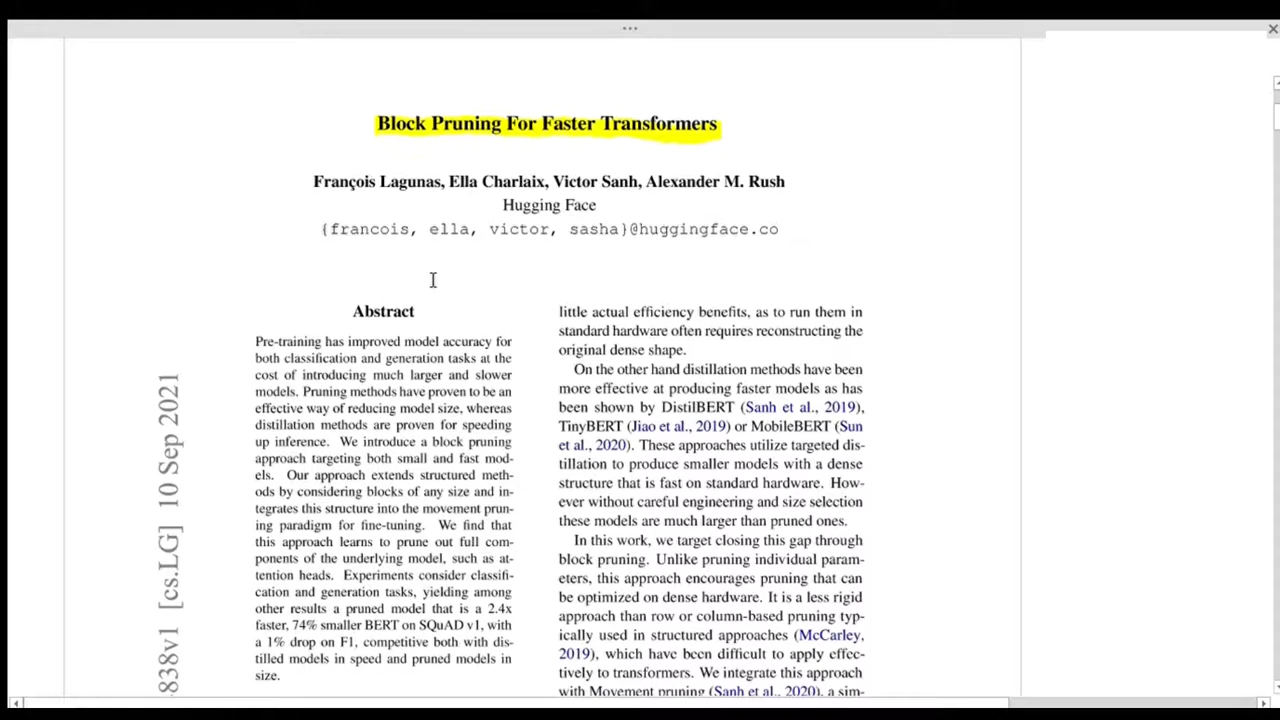 Block Pruning For Faster Transformers
François Lagunas, Ella Charlaix, Victor Sanh, Alexander M. Rush
Hugging Face
{francois, ella, victor, sasha}@huggingface.co
Abstract
Pre-training has improved model accuracy for
both classification and generation tasks at the
cost of introducing much larger and slower
models. Pruning methods have proven to be an
effective way of reducing model size, whereas
distillation methods are proven for speeding
up inference. We introduce a block pruning
approach targeting both small and fast mod-
els. Our approach extends structured meth-
ods by considering blocks of any size and in-
tegrates this structure into the movement prun-
ing paradigm for fine-tuning. We find that
this approach learns to prune out full com-
ponents of the underlying model, such as at-
tention heads. Experiments consider classifi-
cation and generation tasks, yielding among
other results a pruned model that is a 2.4x
faster, 74% smaller BERT on SQuAD v1, with
a 1% drop on F1, competitive both with dis-
tilled models in speed and pruned models in
size.
little actual efficiency benefits, as to run them in
standard hardware often requires reconstructing the
original dense shape.
On the other hand distillation methods have been
more effective at producing faster models as has
been shown by DistilBERT (Sanh et al., 2019),
TinyBERT (Jiao et al., 2019) or MobileBERT (Sun
et al., 2020). These approaches utilize targeted dis-
tillation to produce smaller models with a dense
structure that is fast on standard hardware. How-
ever without careful engineering and size selection
these models are much larger than pruned ones.
In this work, we target closing this gap through
block pruning. Unlike pruning individual param-
eters, this approach encourages pruning that can
be optimized on dense hardware. It is a less rigid
approach than row or column-based pruning typ-
ically used in structured approaches (McCarley,
2019), which have been difficult to apply effec-
tively to transformers. We integrate this approach
with Movement pruning (Sanh et al., 2020), a sim-
838v1 [cs.LG] 10 Sep 2021